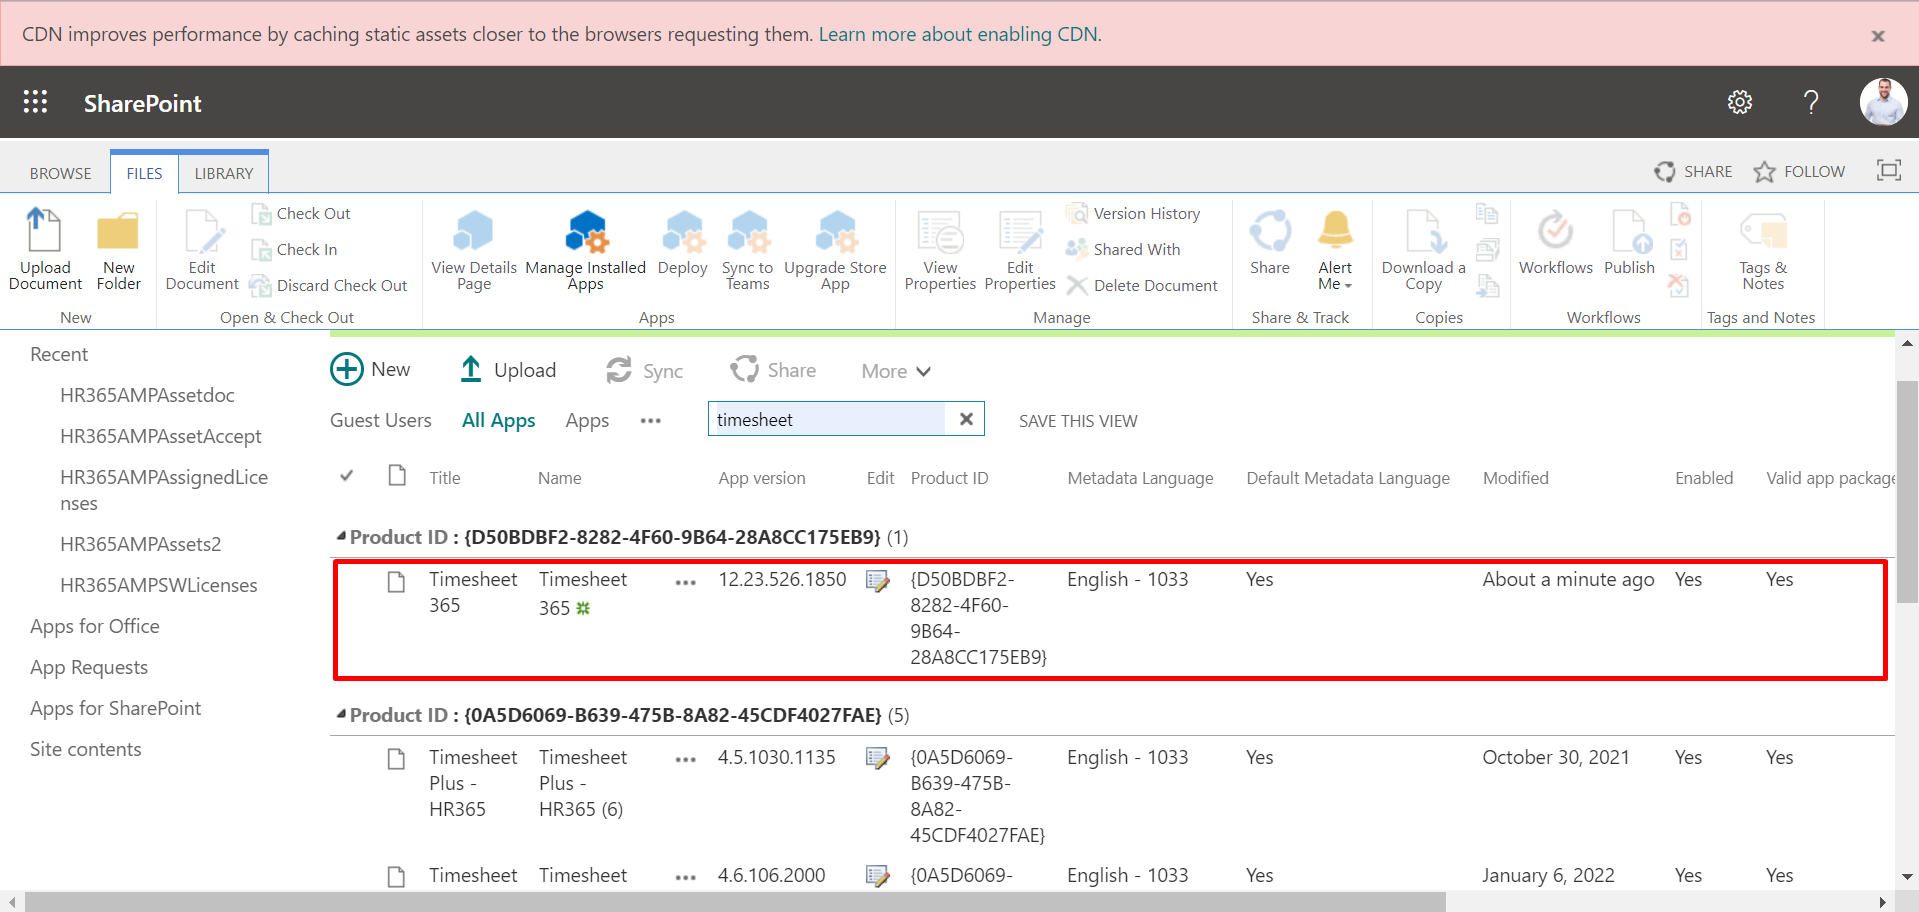 CDN improves performance by caching static assets closer to the browsers requesting them. Learn more about enabling CDN.
SharePoint
BROWSE FILES LIBRARY SHARE FOLLOW
Upload Document
New Folder
New
Edit Document
Check Out
Check In
Discard Check Out
Open & Check Out
View Details Page
Manage Installed Apps
Deploy
Sync to Teams
Upgrade Store App
Apps
View Properties
Edit Properties
Version History
Shared With
Delete Document
Manage
Share
Alert Me
Share & Track
Download a Copy
Copies
Workflows
Publish
Workflows
Tags & Notes
Tags and Notes
Recent
HR365AMPAssetdoc
HR365AMPAssetAccept
HR365AMPAssignedLice
nses
HR365AMPAssets2
HR365AMPSWLicenses
Apps for Office
App Requests
Apps for SharePoint
Site contents
New Upload Sync Share More
Guest Users All Apps Apps ... timesheet SAVE THIS VIEW
Title Name App version Edit Product ID Metadata Language Default Metadata Language Modified Enabled Valid app package
Product ID : {D50BDBF2-8282-4F60-9B64-28A8CC175EB9} (1)
Timesheet Timesheet ... 12.23.526.1850 {D50BDBF2- English - 1033 Yes About a minute ago Yes Yes
365 365 8282-4F60-
9B64-
28A8CC175EB9}
Product ID : {0A5D6069-B639-475B-8A82-45CDF4027FAE} (5)
Timesheet Timesheet ... 4.5.1030.1135 {0A5D6069- English - 1033 Yes October 30, 2021 Yes Yes
Plus - Plus - B639-475B-
HR365 HR365 (6) 8A82-
45CDF4027FAE}
Timesheet Timesheet ... 4.6.106.2000 {0A5D6069- English - 1033 Yes January 6, 2022 Yes Yes